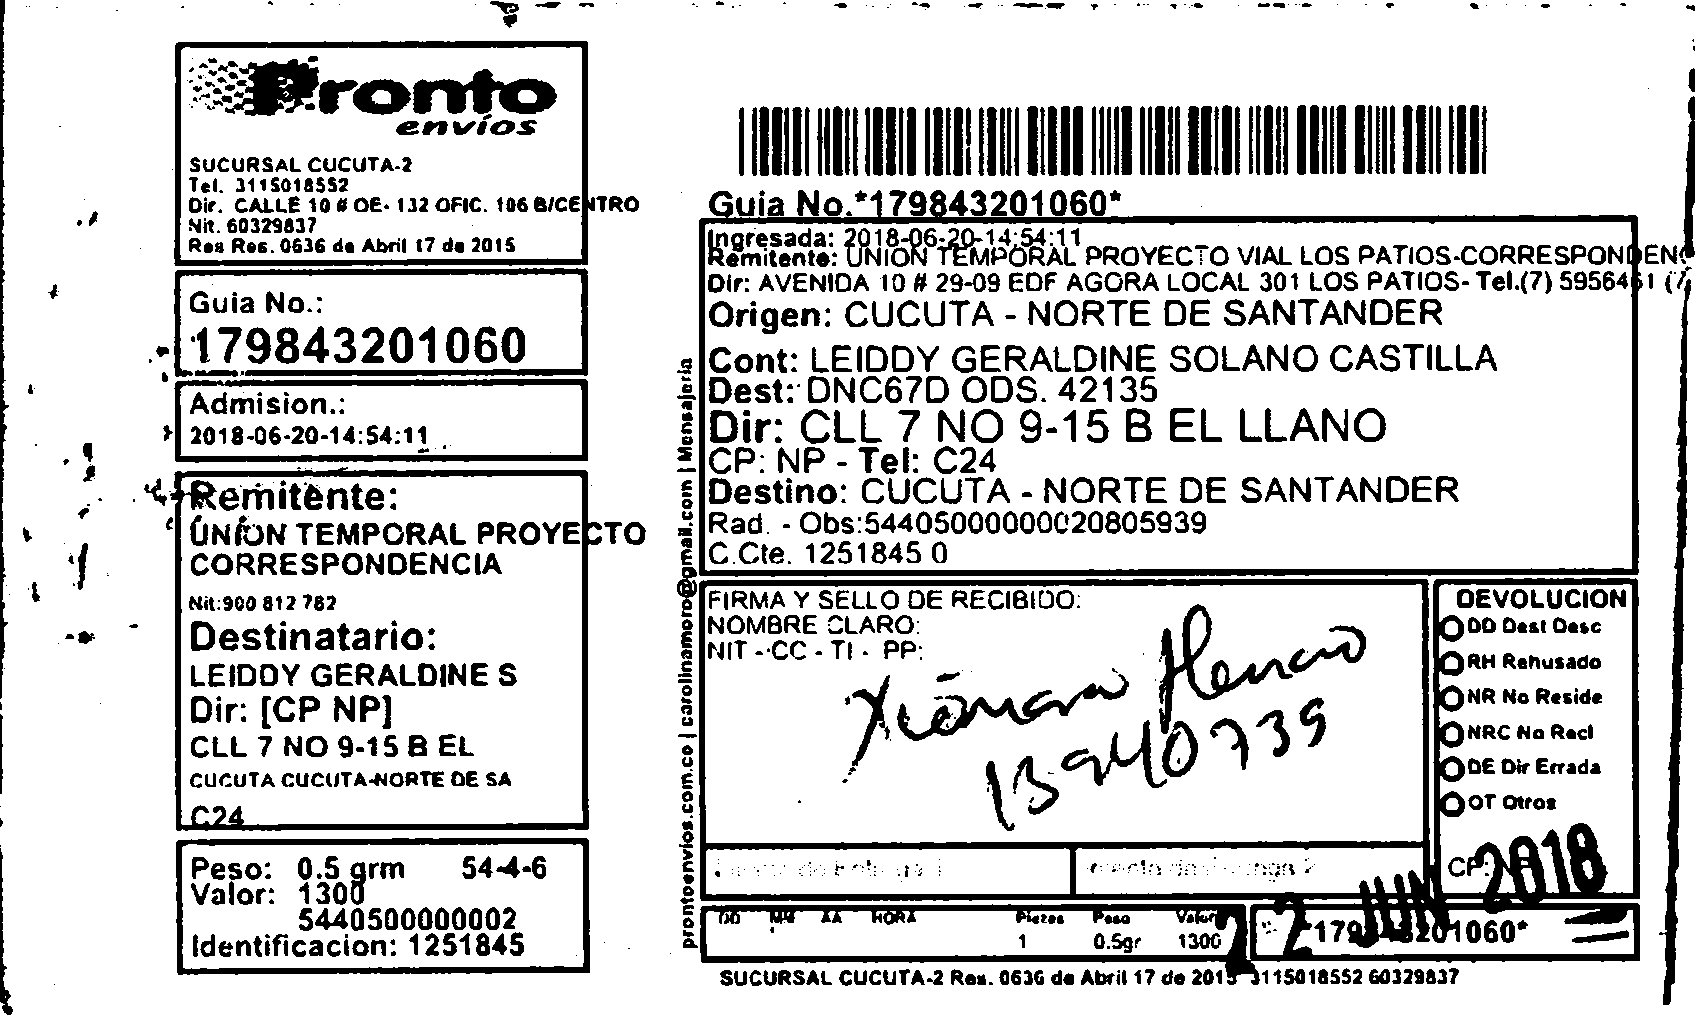 Pronto
envíos
SUCURSAL CUCUTA-2
Tel. 3115018552
Dir. CALLE 10 # OE- 132 OFIC. 106 B/CENTRO
Nit. 60329837
Res Res. 0636 de Abril 17 de 2015
Guia No.:
179843201060
Admision.:
2018-06-20-14:54:11
Remitente:
UNION TEMPORAL PROYECTO
CORRESPONDENCIA
Nit:900 812 782
Destinatario:
LEIDDY GERALDINE S
Dir: [CP NP]
CLL 7 NO 9-15 B EL
CUCUTA CUCUTA-NORTE DE SA
C24
Peso: 0.5 grm 54-4-6
Valor: 1300
5440500000002
Identificacion: 1251845
prontoenvios.com.co | carolinamoro@gmail.com | Mensajeria
Guia No.*179843201060*
Ingresada: 2018-06-20-14:54:11
Remitente: UNION TEMPORAL PROYECTO VIAL LOS PATIOS-CORRESPONDENC
Dir: AVENIDA 10 # 29-09 EDF AGORA LOCAL 301 LOS PATIOS- Tel.(7) 5956461 (7
Origen: CUCUTA - NORTE DE SANTANDER
Cont: LEIDDY GERALDINE SOLANO CASTILLA
Dest: DNC67D ODS. 42135
Dir: CLL 7 NO 9-15 B EL LLANO
CP: NP - Tel: C24
Destino: CUCUTA - NORTE DE SANTANDER
Rad. - Obs:54405000000020805939
C.Cte. 1251845 0
FIRMA Y SELLO DE RECIBIDO:
NOMBRE CLARO:
NIT - CC - TI - PP:
Xiomara
13940739
DEVOLUCION
DD Dest Desc
RH Rehusado
NR No Reside
NRC No Recl
DE Dir Errada
OT Otros
CP:
22 JUN 2018
DD MM AA HORA Piezas Peso Valor
1 0.5gr 1300
*179843201060*
SUCURSAL CUCUTA-2 Res. 0636 de Abril 17 de 2015 3115018552 60329837